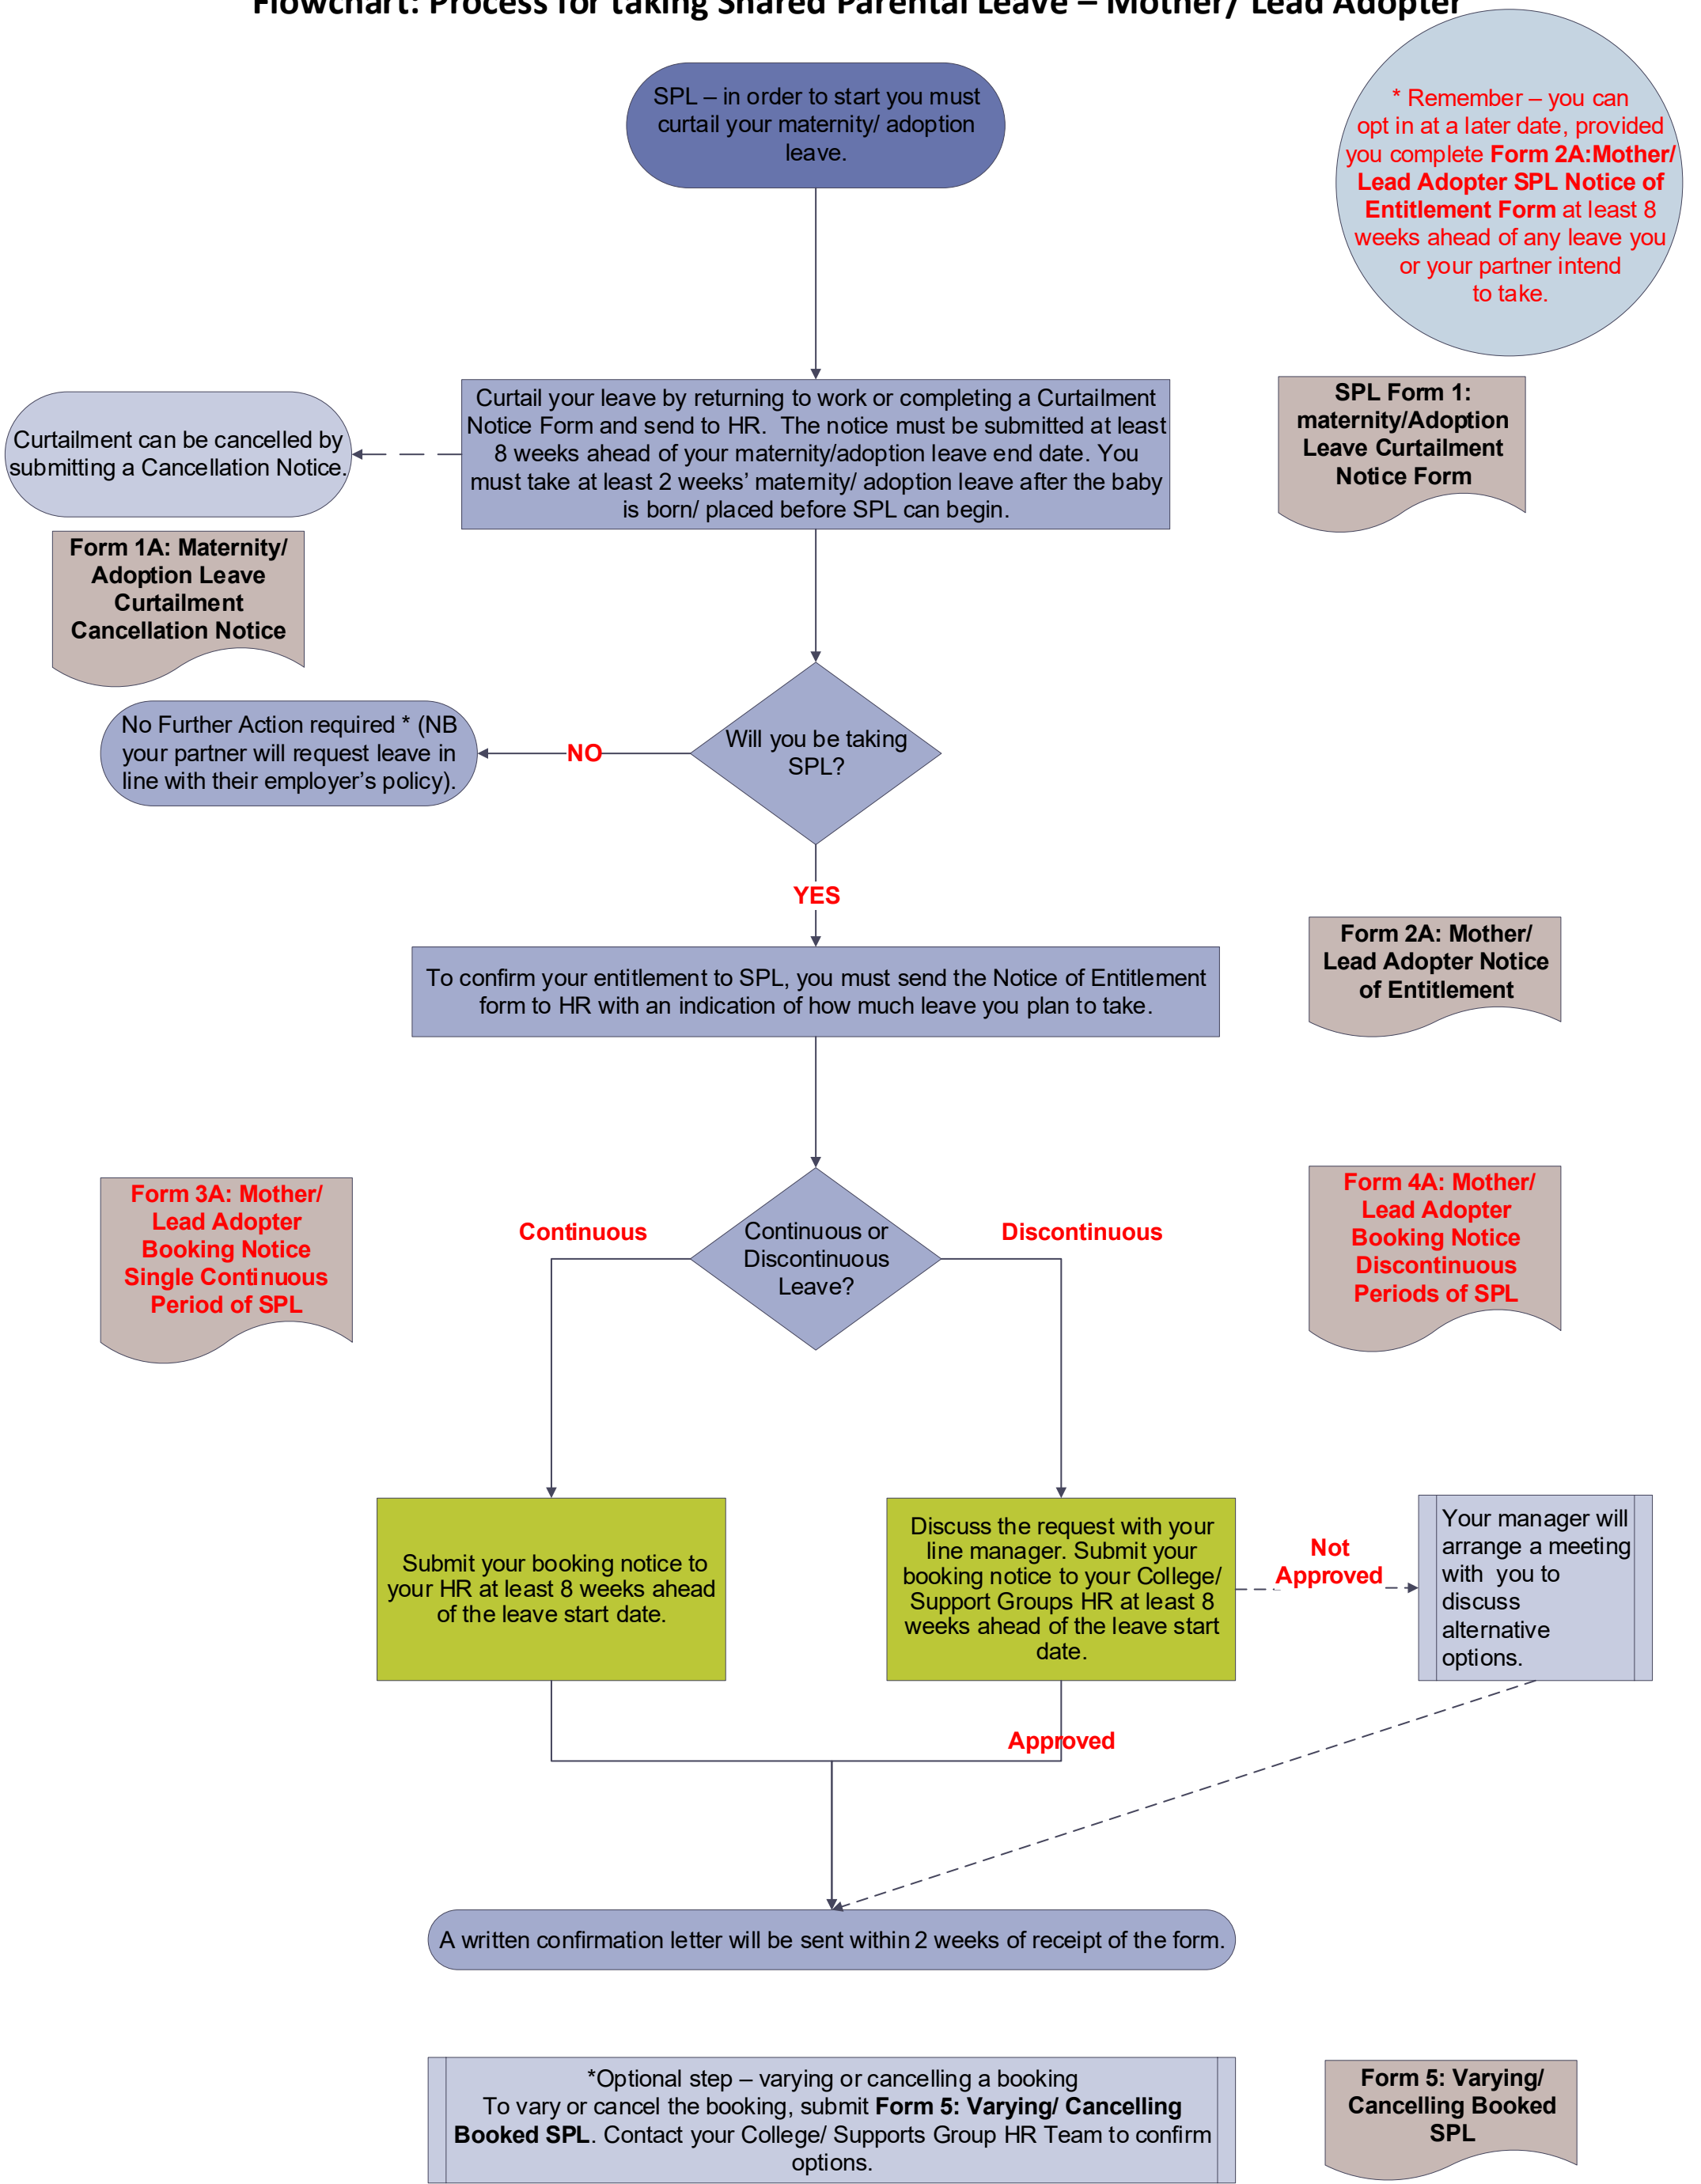 Flowchart: Process for taking Shared Parental Leave – Mother/ Lead Adopter
SPL – in order to start you must
curtail your maternity/ adoption
leave.
* Remember – you can
opt in at a later date, provided
you complete Form 2A:Mother/
Lead Adopter SPL Notice of
Entitlement Form at least 8
weeks ahead of any leave you
or your partner intend
to take.
Curtail your leave by returning to work or completing a Curtailment
Notice Form and send to HR. The notice must be submitted at least
8 weeks ahead of your maternity/adoption leave end date. You
must take at least 2 weeks’ maternity/ adoption leave after the baby
is born/ placed before SPL can begin.
SPL Form 1:
maternity/Adoption
Leave Curtailment
Notice Form
Curtailment can be cancelled by
submitting a Cancellation Notice.
Form 1A: Maternity/
Adoption Leave
Curtailment
Cancellation Notice
Will you be taking
SPL?
NO
No Further Action required * (NB
your partner will request leave in
line with their employer’s policy).
YES
To confirm your entitlement to SPL, you must send the Notice of Entitlement
form to HR with an indication of how much leave you plan to take.
Form 2A: Mother/
Lead Adopter Notice
of Entitlement
Form 3A: Mother/
Lead Adopter
Booking Notice
Single Continuous
Period of SPL
Continuous
Continuous or
Discontinuous
Leave?
Discontinuous
Form 4A: Mother/
Lead Adopter
Booking Notice
Discontinuous
Periods of SPL
Submit your booking notice to
your HR at least 8 weeks ahead
of the leave start date.
Discuss the request with your
line manager. Submit your
booking notice to your College/
Support Groups HR at least 8
weeks ahead of the leave start
date.
Not
Approved
Your manager will
arrange a meeting
with you to
discuss
alternative
options.
Approved
A written confirmation letter will be sent within 2 weeks of receipt of the form.
*Optional step – varying or cancelling a booking
To vary or cancel the booking, submit Form 5: Varying/ Cancelling
Booked SPL. Contact your College/ Supports Group HR Team to confirm
options.
Form 5: Varying/
Cancelling Booked
SPL